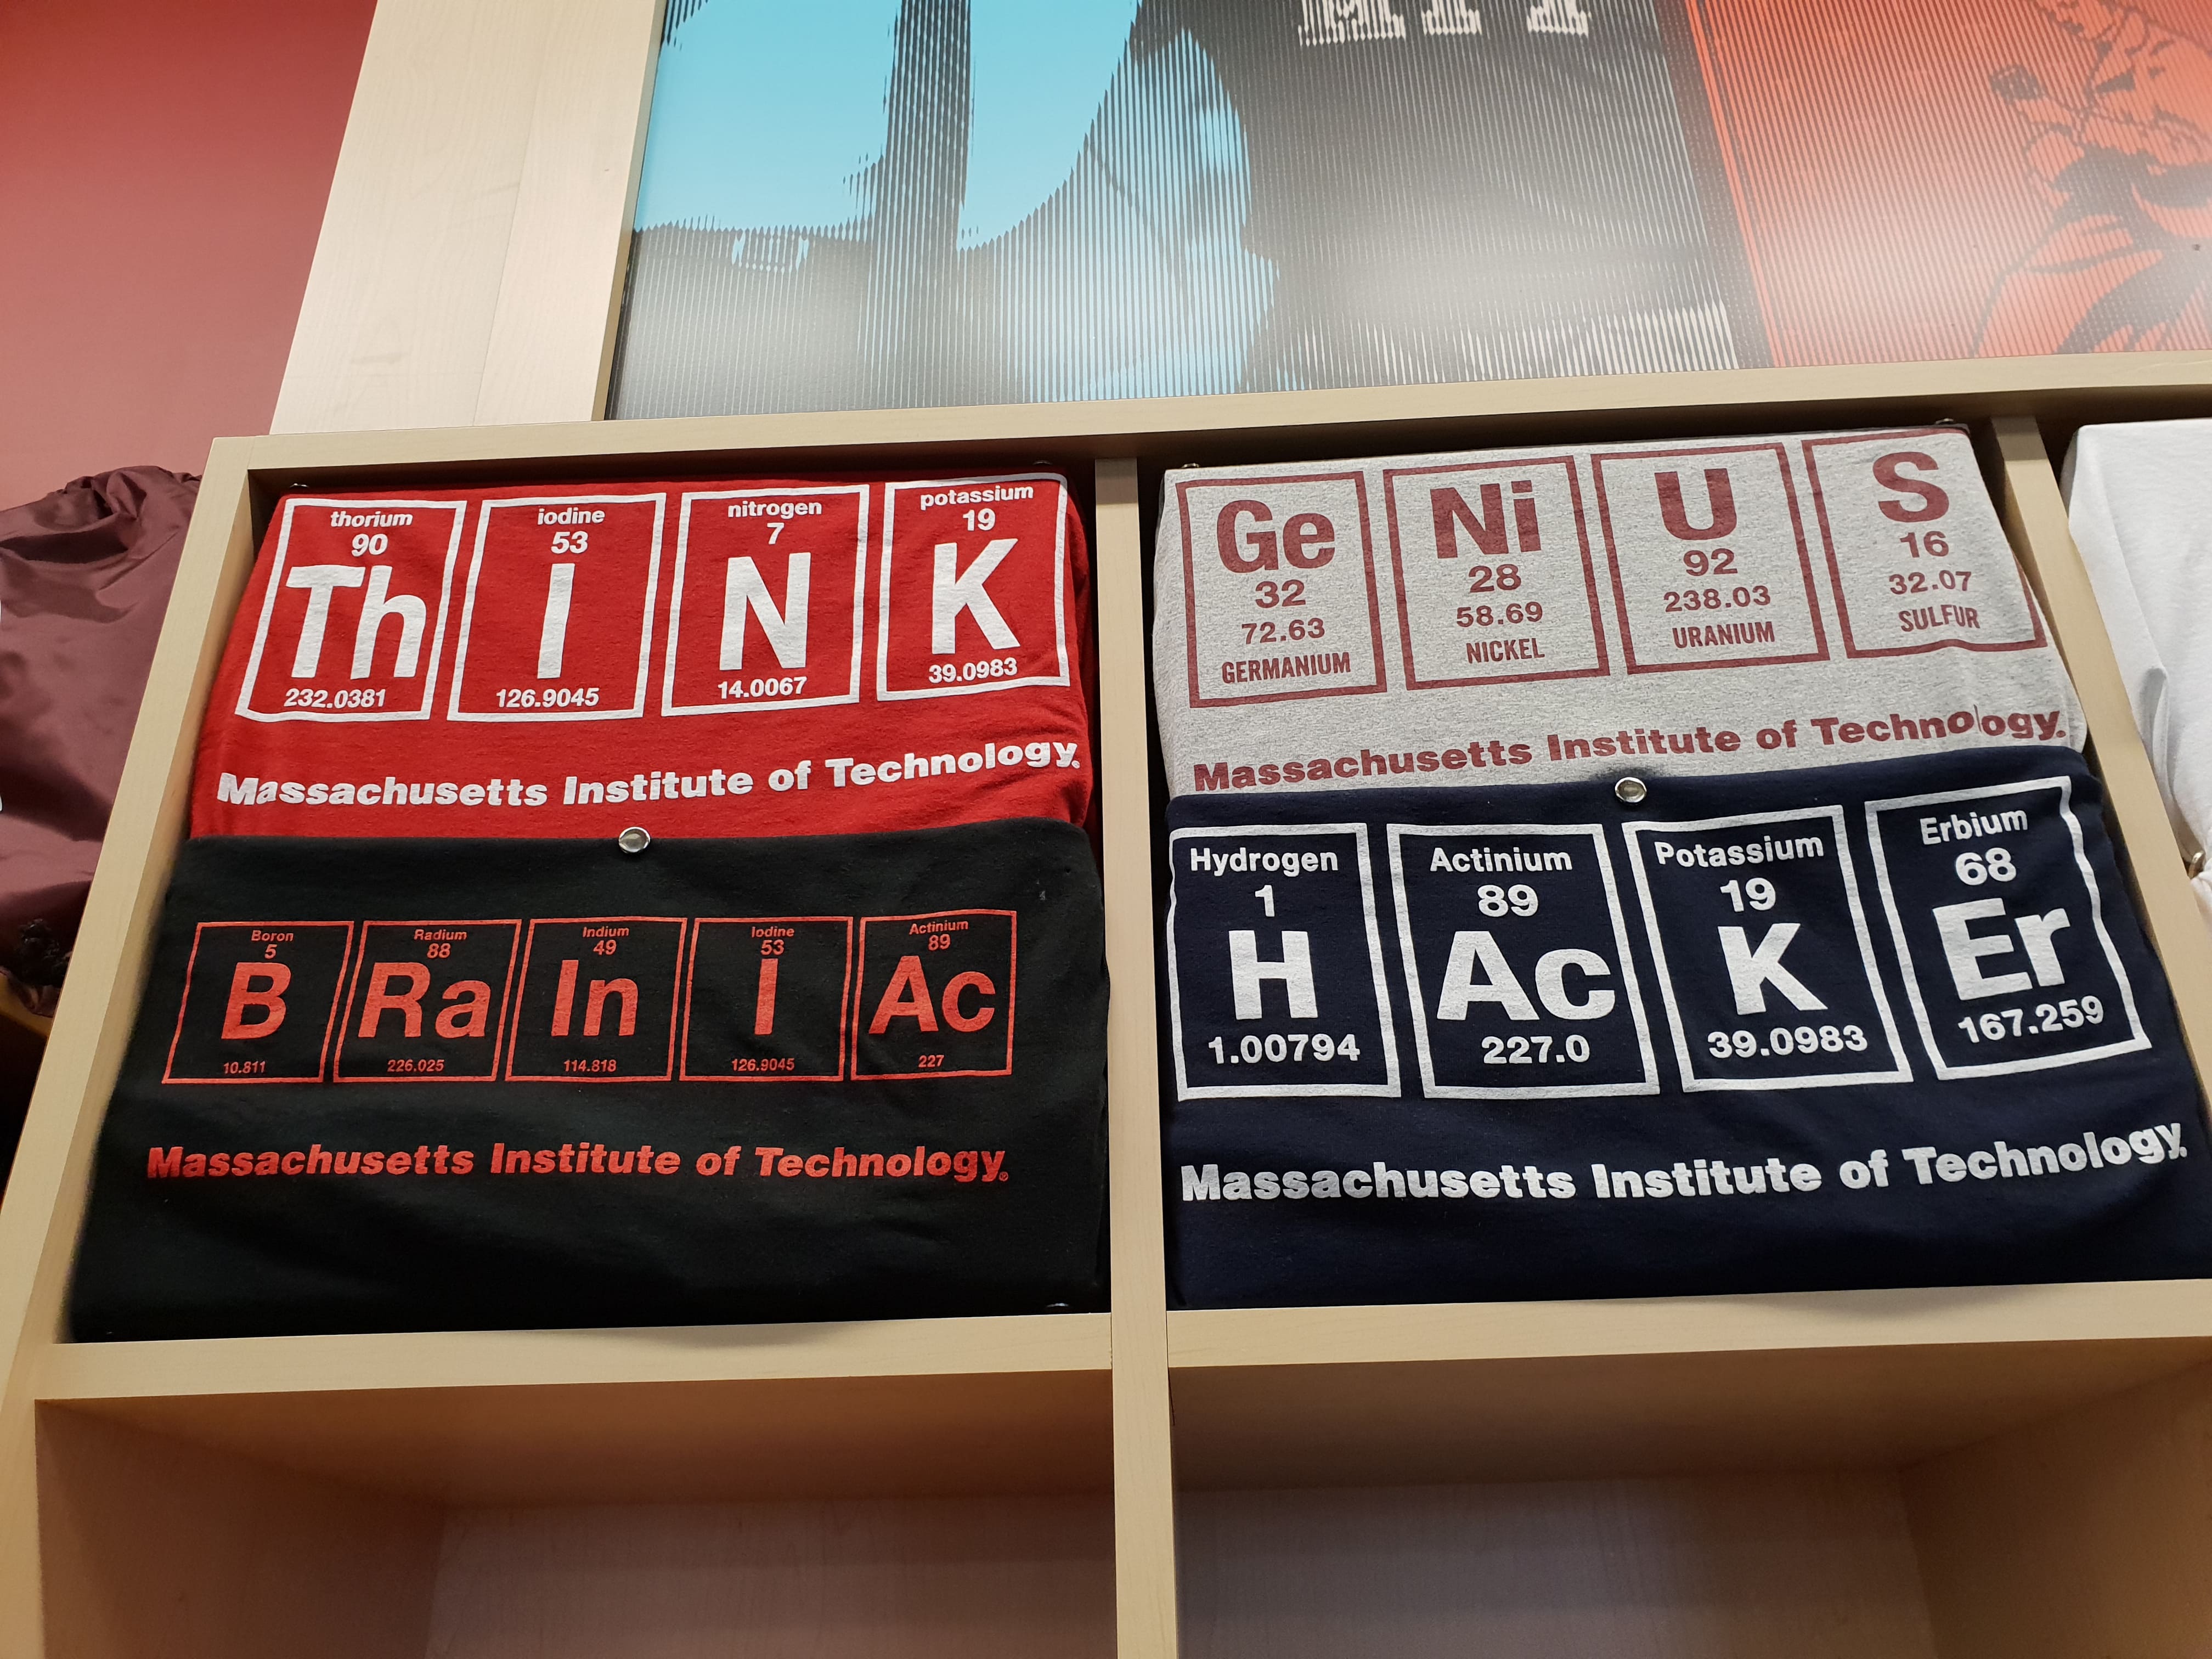 MIT
thorium
90
Th
232.0381
iodine
53
I
126.9045
nitrogen
7
N
14.0067
potassium
19
K
39.0983
Massachusetts Institute of Technology.
Ge
32
72.63
GERMANIUM
Ni
28
58.69
NICKEL
U
92
238.03
URANIUM
S
16
32.07
SULFUR
Massachusetts Institute of Technology.
Boron
5
B
10.811
Radium
88
Ra
226.025
Indium
49
In
114.818
Iodine
53
I
126.9045
Actinium
89
Ac
227
Massachusetts Institute of Technology®
Hydrogen
1
H
1.00794
Actinium
89
Ac
227.0
Potassium
19
K
39.0983
Erbium
68
Er
167.259
Massachusetts Institute of Technology.